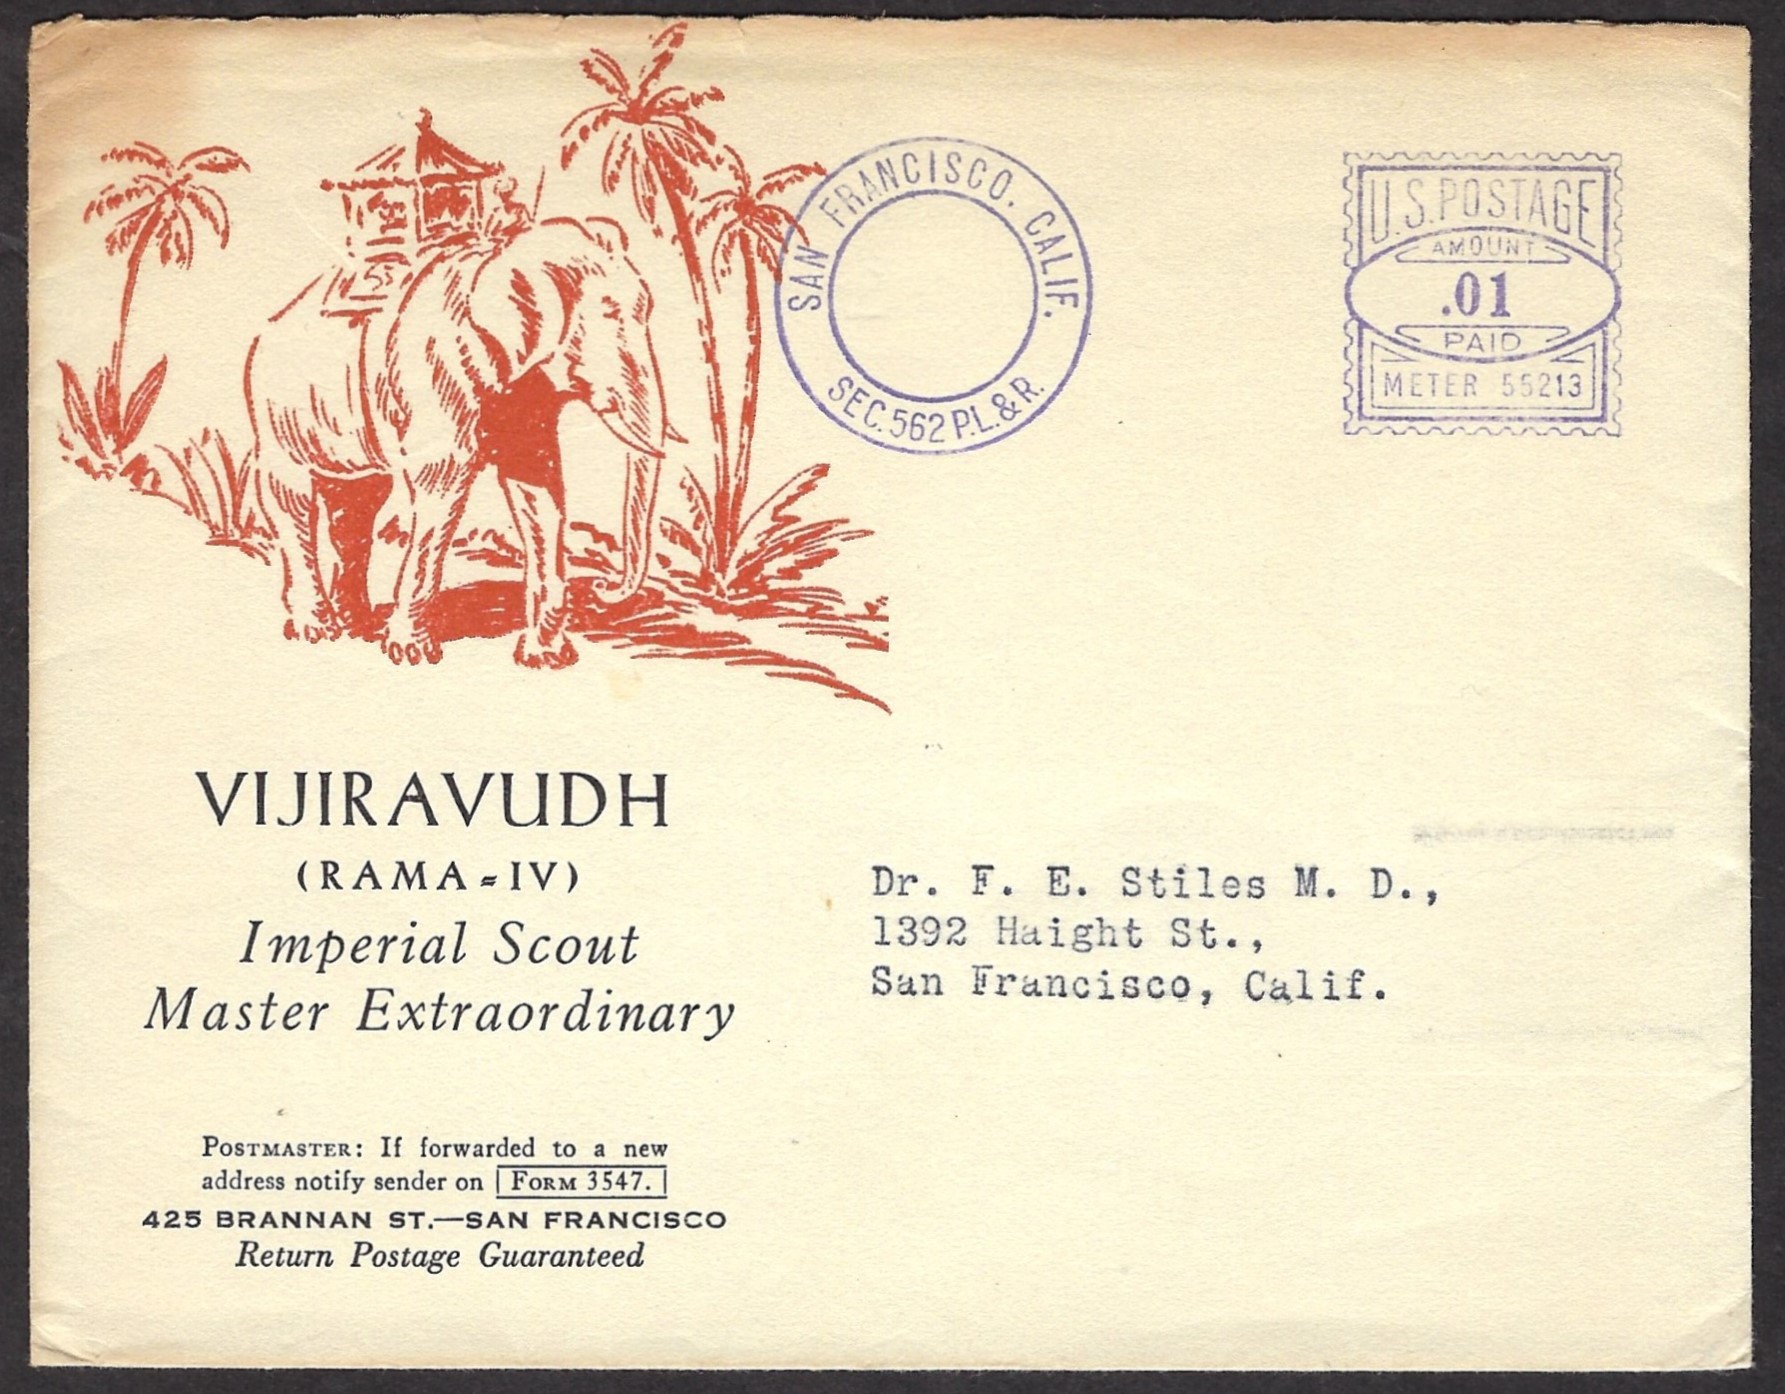 SAN FRANCISCO. CALIF.
SEC. 562 P.L.&R.
U.S. POSTAGE
AMOUNT
.01
PAID
METER 55213
VIJIRAVUDH
(RAMA=IV)
Imperial Scout
Master Extraordinary
Dr. F. E. Stiles M. D.,
1392 Haight St.,
San Francisco, Calif.
POSTMASTER: If forwarded to a new
address notify sender on FORM 3547.
425 BRANNAN ST.—SAN FRANCISCO
Return Postage Guaranteed